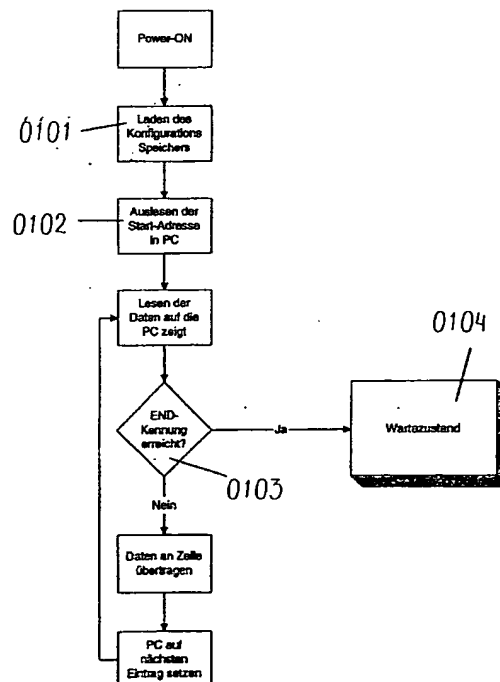 Power-ON
0101
Laden des
Konfigurations
Speichers
0102
Auslesen der
Start-Adresse
in PC
Lesen der
Daten auf die
PC zeigt
0104
END-
Kennung
erreicht?
Ja
Wartezustand
0103
Nein
Daten an Zelle
übertragen
PC auf
nächsten
Eintrag setzen